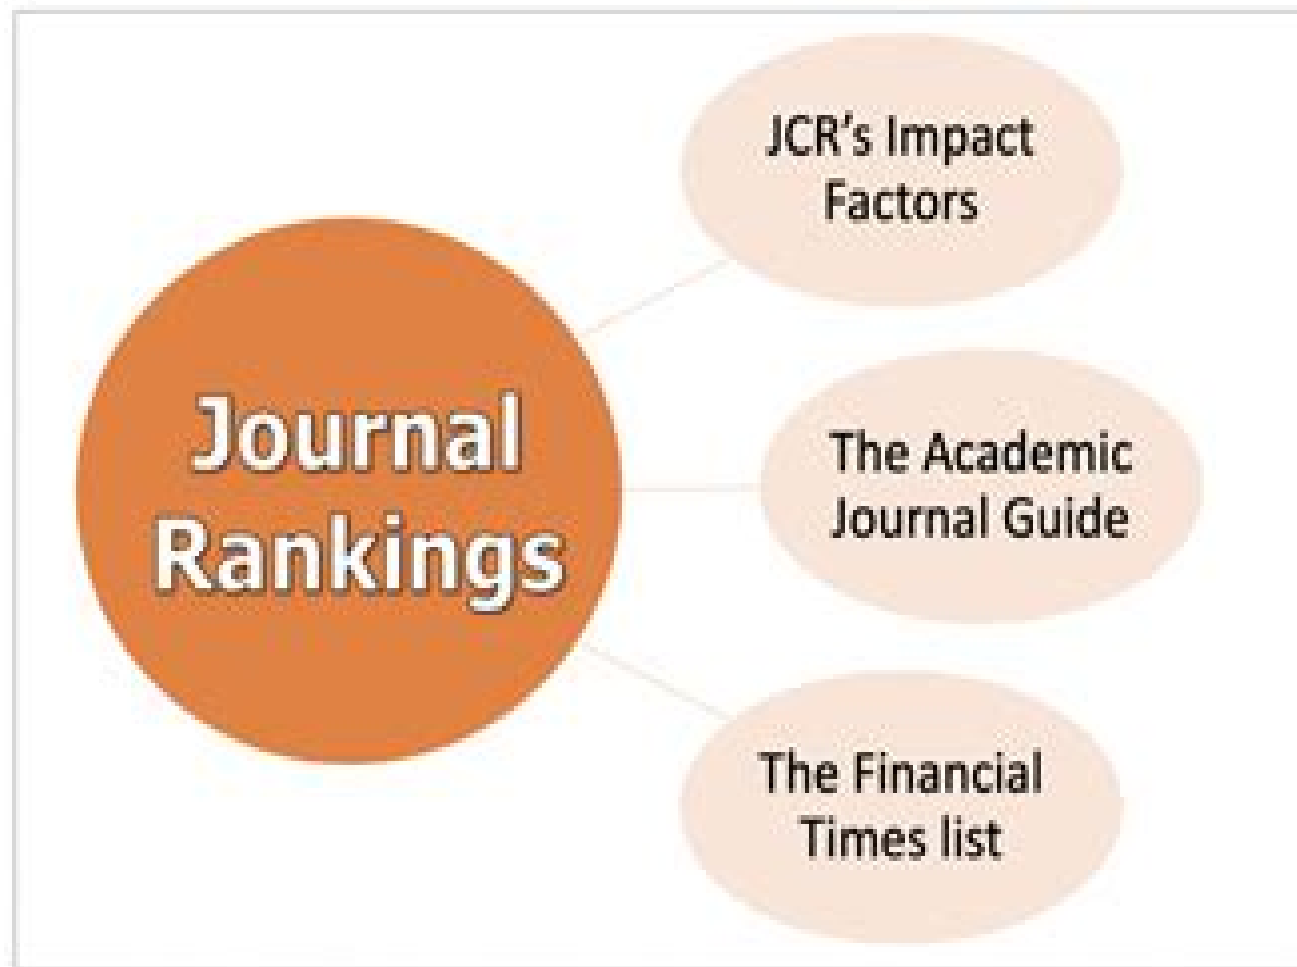 Journal
Rankings
JCR's Impact
Factors
The Academic
Journal Guide
The Financial
Times list